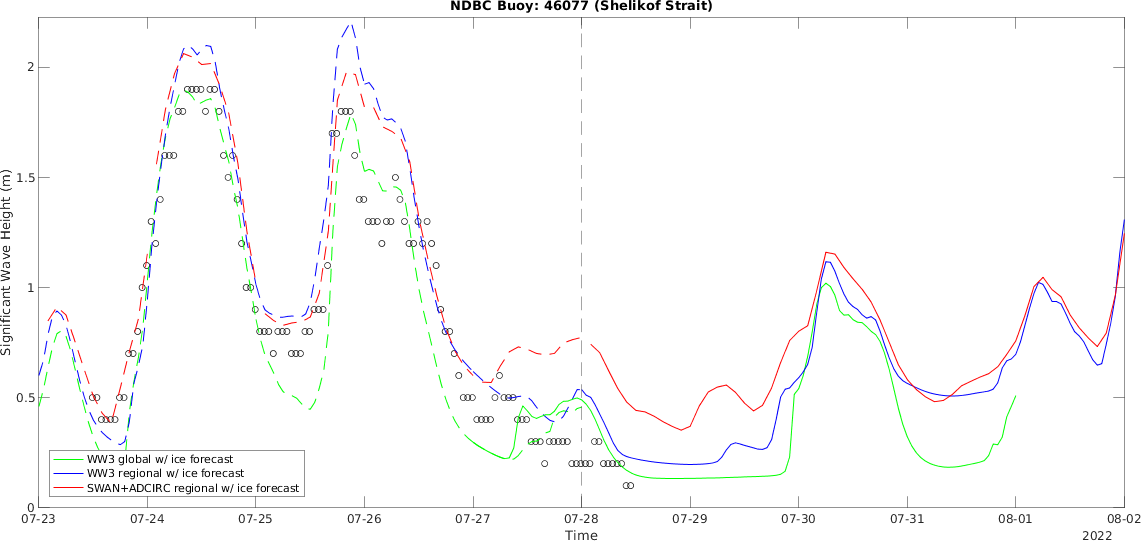 NDBC Buoy: 46077 (Shelikof Strait)
Significant Wave Height (m)
2
1.5
1
0.5
0
WW3 global w/ ice forecast
WW3 regional w/ ice forecast
SWAN+ADCIRC regional w/ ice forecast
07-23 07-24 07-25 07-26 07-27 07-28 07-29 07-30 07-31 08-01 08-02
Time
2022